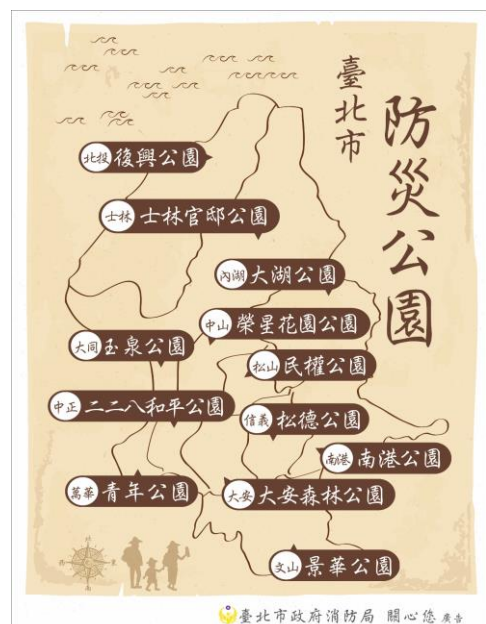 臺北市
防災公園
北投 復興公園
士林 士林官邸公園
內湖 大湖公園
中山 榮星花園公園
大同 玉泉公園
松山 民權公園
中正 二二八和平公園
信義 松德公園
南港 南港公園
萬華 青年公園
大安 大安森林公園
文山 景華公園
臺北市政府消防局 關心您 廣告